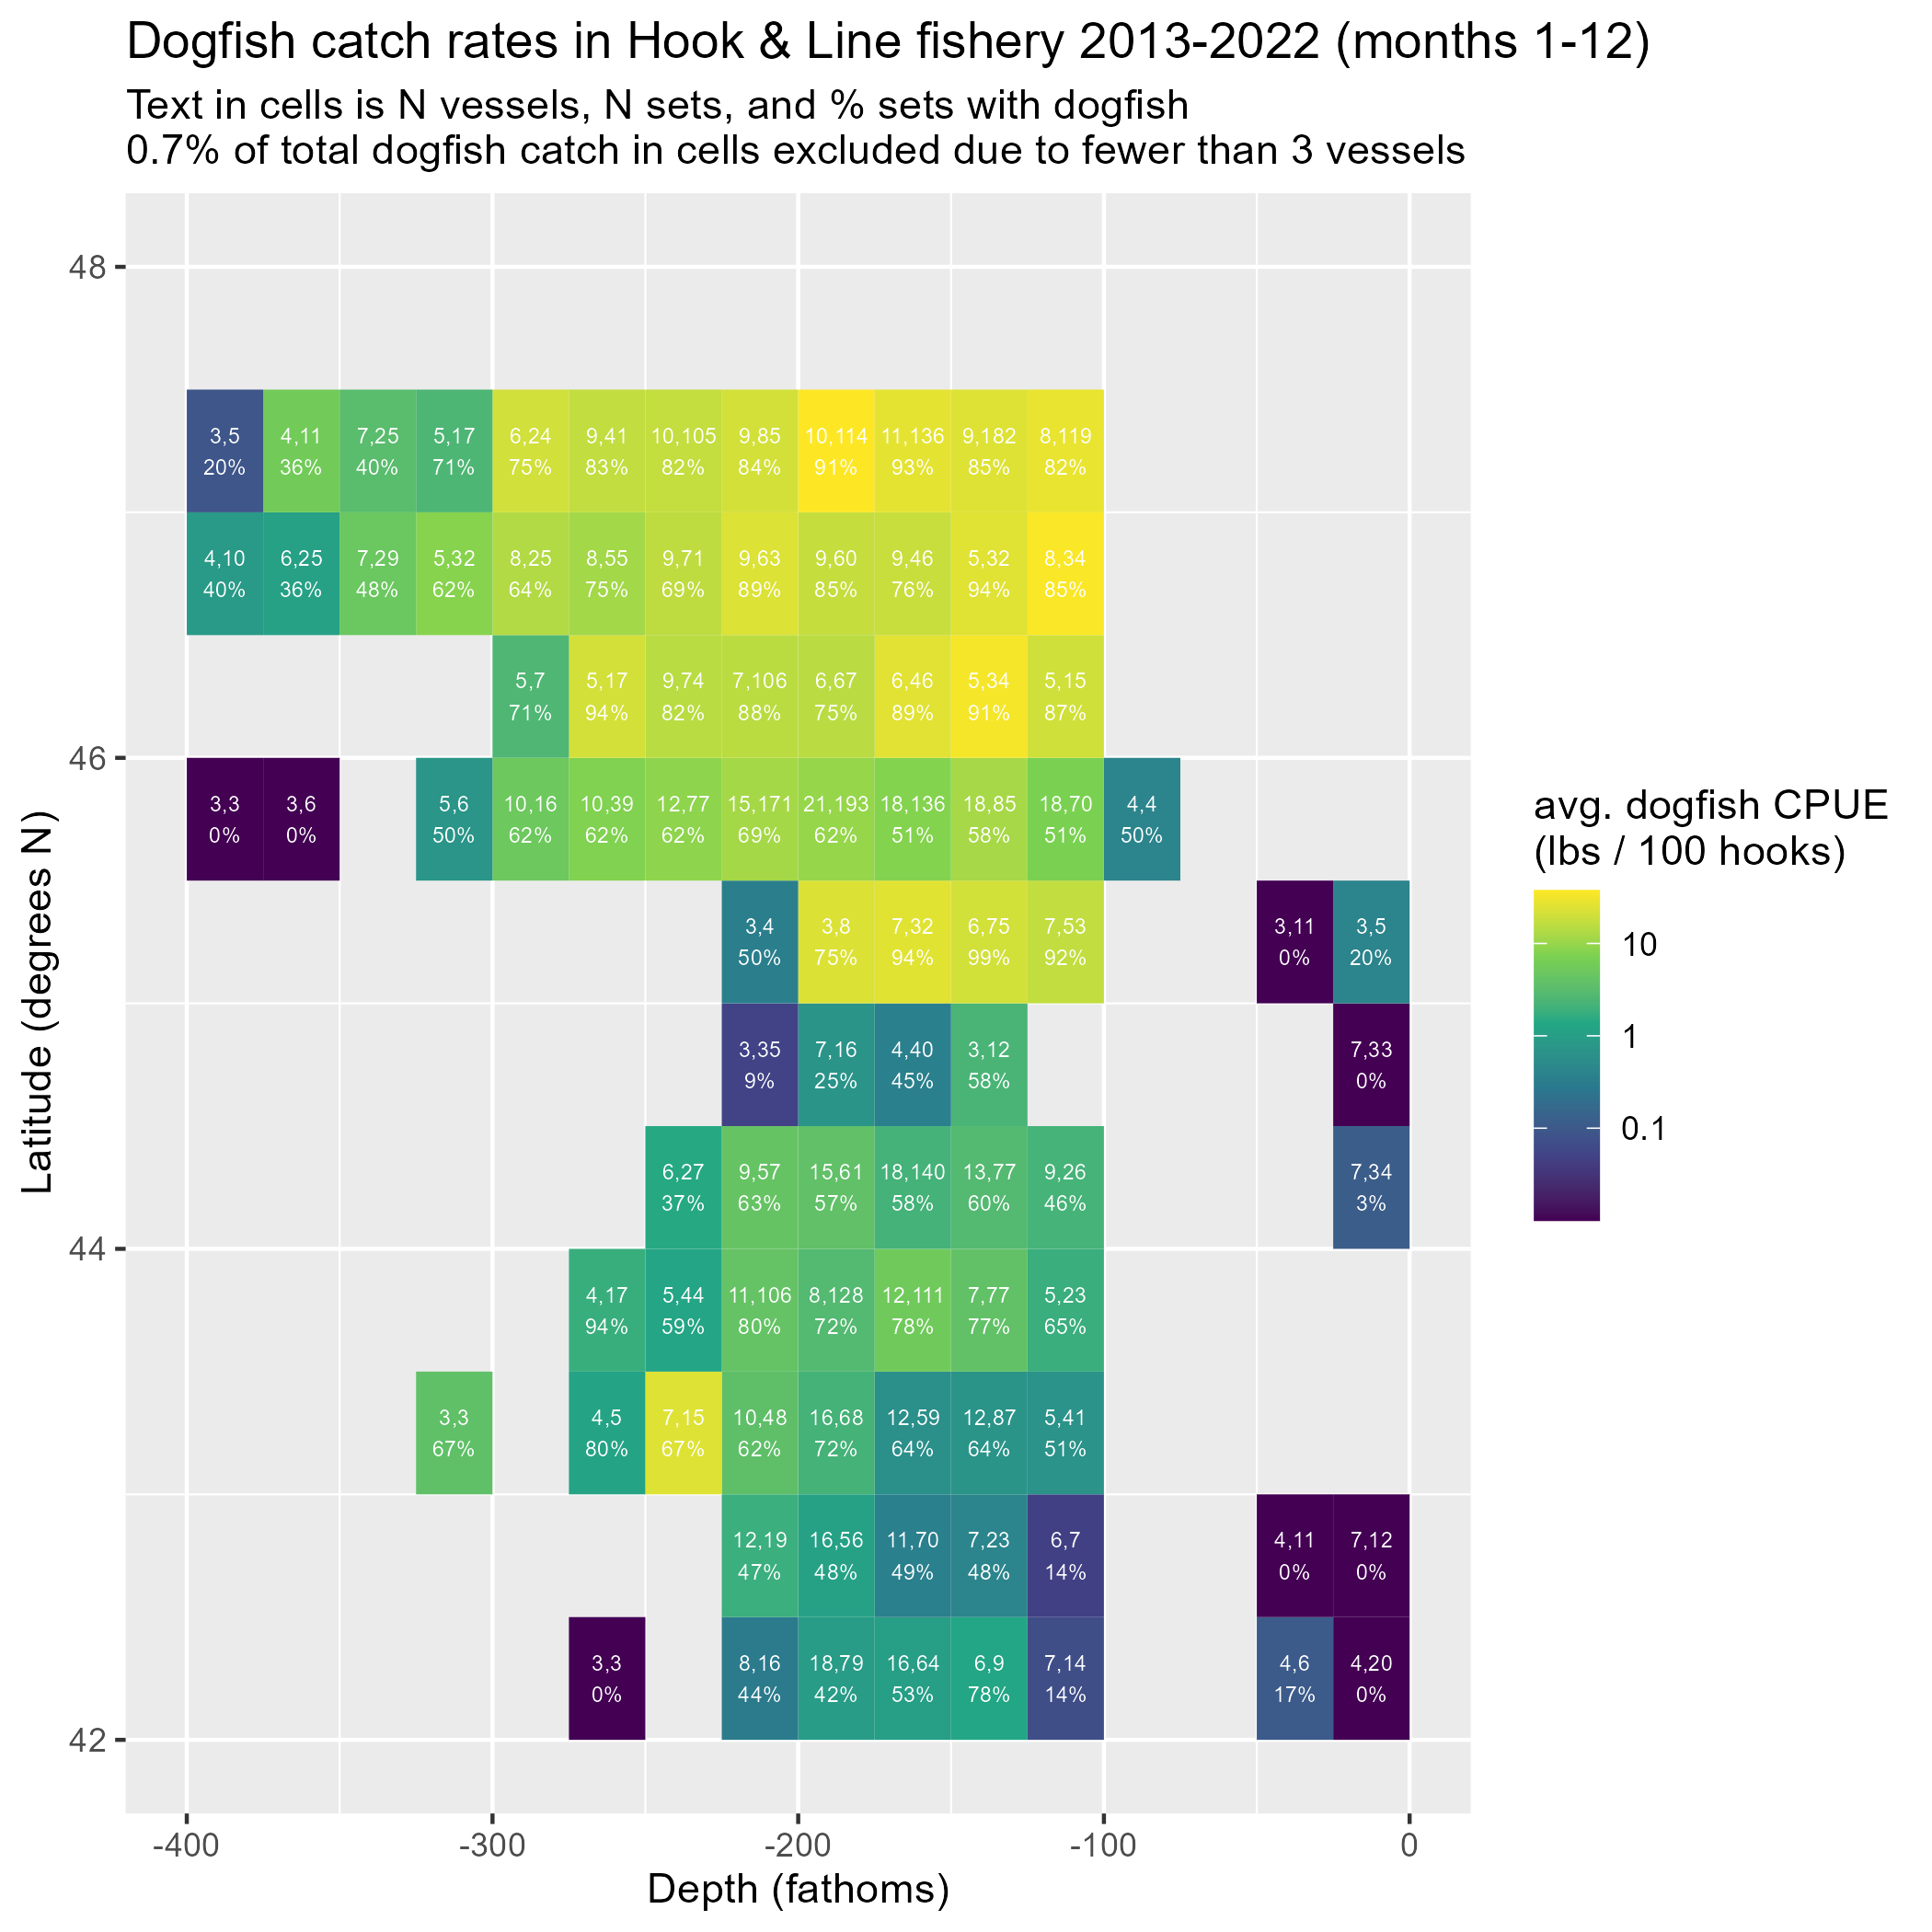 Dogfish catch rates in Hook & Line fishery 2013-2022 (months 1-12)
Text in cells is N vessels, N sets, and % sets with dogfish
0.7% of total dogfish catch in cells excluded due to fewer than 3 vessels
48
3,5 4,11 7,25 5,17 6,24 9,41 10,105 9,85 10,114 11,136 9,182 8,119
20% 36% 40% 71% 75% 83% 82% 84% 91% 93% 85% 82%
4,10 6,25 7,29 5,32 8,25 8,55 9,71 9,63 9,60 9,46 5,32 8,34
40% 36% 48% 62% 64% 75% 69% 89% 85% 76% 94% 85%
5,7 5,17 9,74 7,106 6,67 6,46 5,34 5,15
71% 94% 82% 88% 75% 89% 91% 87%
46
3,3 3,6 5,6 10,16 10,39 12,77 15,171 21,193 18,136 18,85 18,70 4,4
0% 0% 50% 62% 62% 62% 69% 62% 51% 58% 51% 50%
3,4 3,8 7,32 6,75 7,53 3,11 3,5
50% 75% 94% 99% 92% 0% 20%
3,35 7,16 4,40 3,12 7,33
9% 25% 45% 58% 0%
6,27 9,57 15,61 18,140 13,77 9,26 7,34
37% 63% 57% 58% 60% 46% 3%
44
4,17 5,44 11,106 8,128 12,111 7,77 5,23
94% 59% 80% 72% 78% 77% 65%
3,3 4,5 7,15 10,48 16,68 12,59 12,87 5,41
67% 80% 67% 62% 72% 64% 64% 51%
12,19 16,56 11,70 7,23 6,7 4,11 7,12
47% 48% 49% 48% 14% 0% 0%
3,3 8,16 18,79 16,64 6,9 7,14 4,6 4,20
0% 44% 42% 53% 78% 14% 17% 0%
42
-400 -300 -200 -100 0
Depth (fathoms)
Latitude (degrees N)
avg. dogfish CPUE
(lbs / 100 hooks)
10
1
0.1